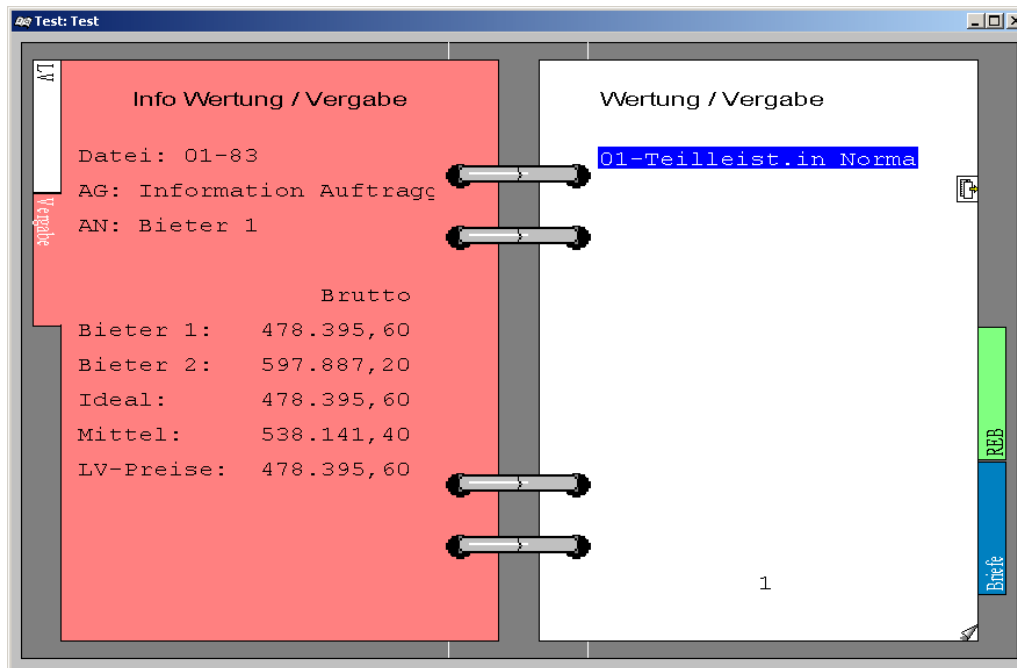 Test: Test
LV
Vergabe
Info Wertung / Vergabe
Datei: 01-83
AG: Information Auftragg
AN: Bieter 1
Brutto
Bieter 1: 478.395,60
Bieter 2: 597.887,20
Ideal: 478.395,60
Mittel: 538.141,40
LV-Preise: 478.395,60
Wertung / Vergabe
01-Teilleist.in Norma
1
REB
Briefe